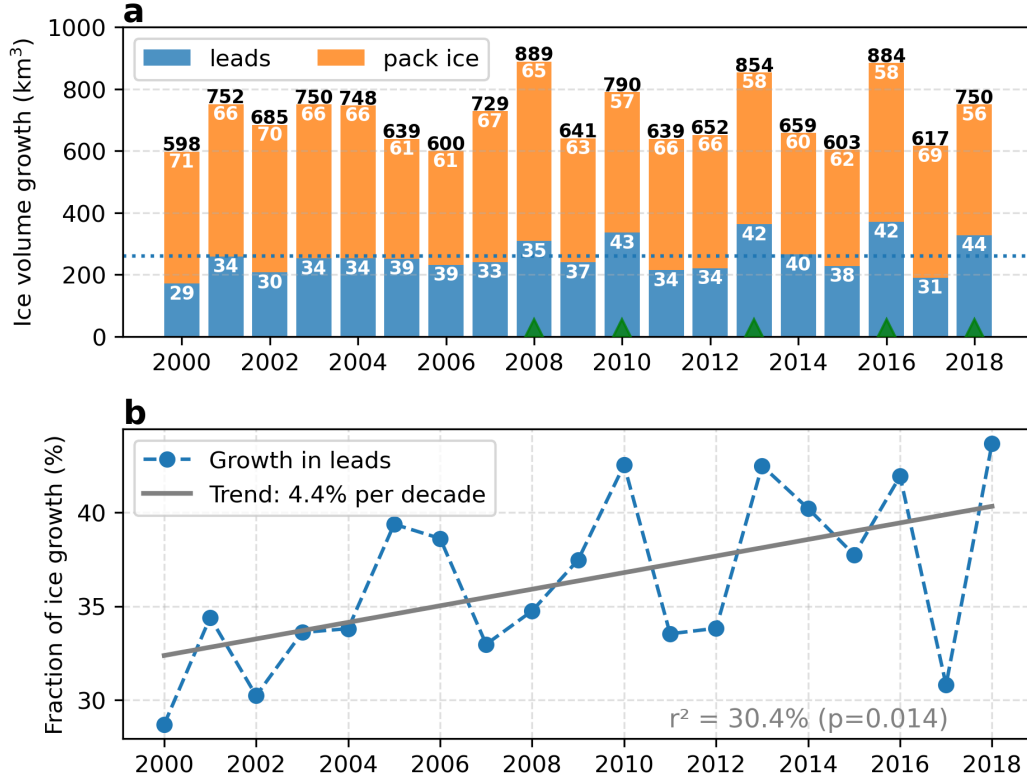 a
Ice volume growth (km³)
1000
800
600
400
200
0
leads
pack ice
598 752 685 750 748 639 600 729 889 641 790 639 652 854 659 603 884 617 750
71 66 70 66 66 61 61 67 65 63 57 66 66 58 60 62 58 69 56
29 34 30 34 34 39 39 33 35 37 43 34 34 42 40 38 42 31 44
2000 2002 2004 2006 2008 2010 2012 2014 2016 2018
b
Fraction of ice growth (%)
40
35
30
Growth in leads
Trend: 4.4% per decade
r² = 30.4% (p=0.014)
2000 2002 2004 2006 2008 2010 2012 2014 2016 2018